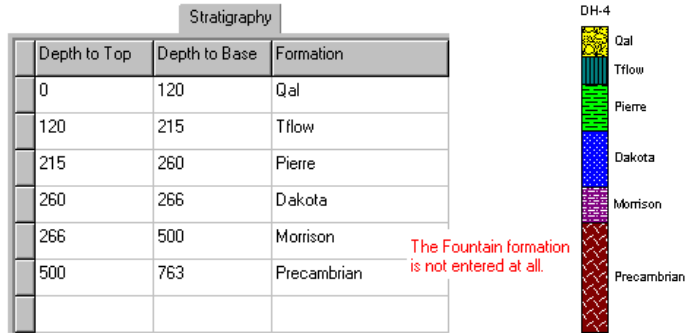 Stratigraphy
Depth to Top Depth to Base Formation
0 120 Qal
120 215 Tflow
215 260 Pierre
260 266 Dakota
266 500 Morrison
500 763 Precambrian
The Fountain formation
is not entered at all.
DH-4
Qal
Tflow
Pierre
Dakota
Morrison
Precambrian